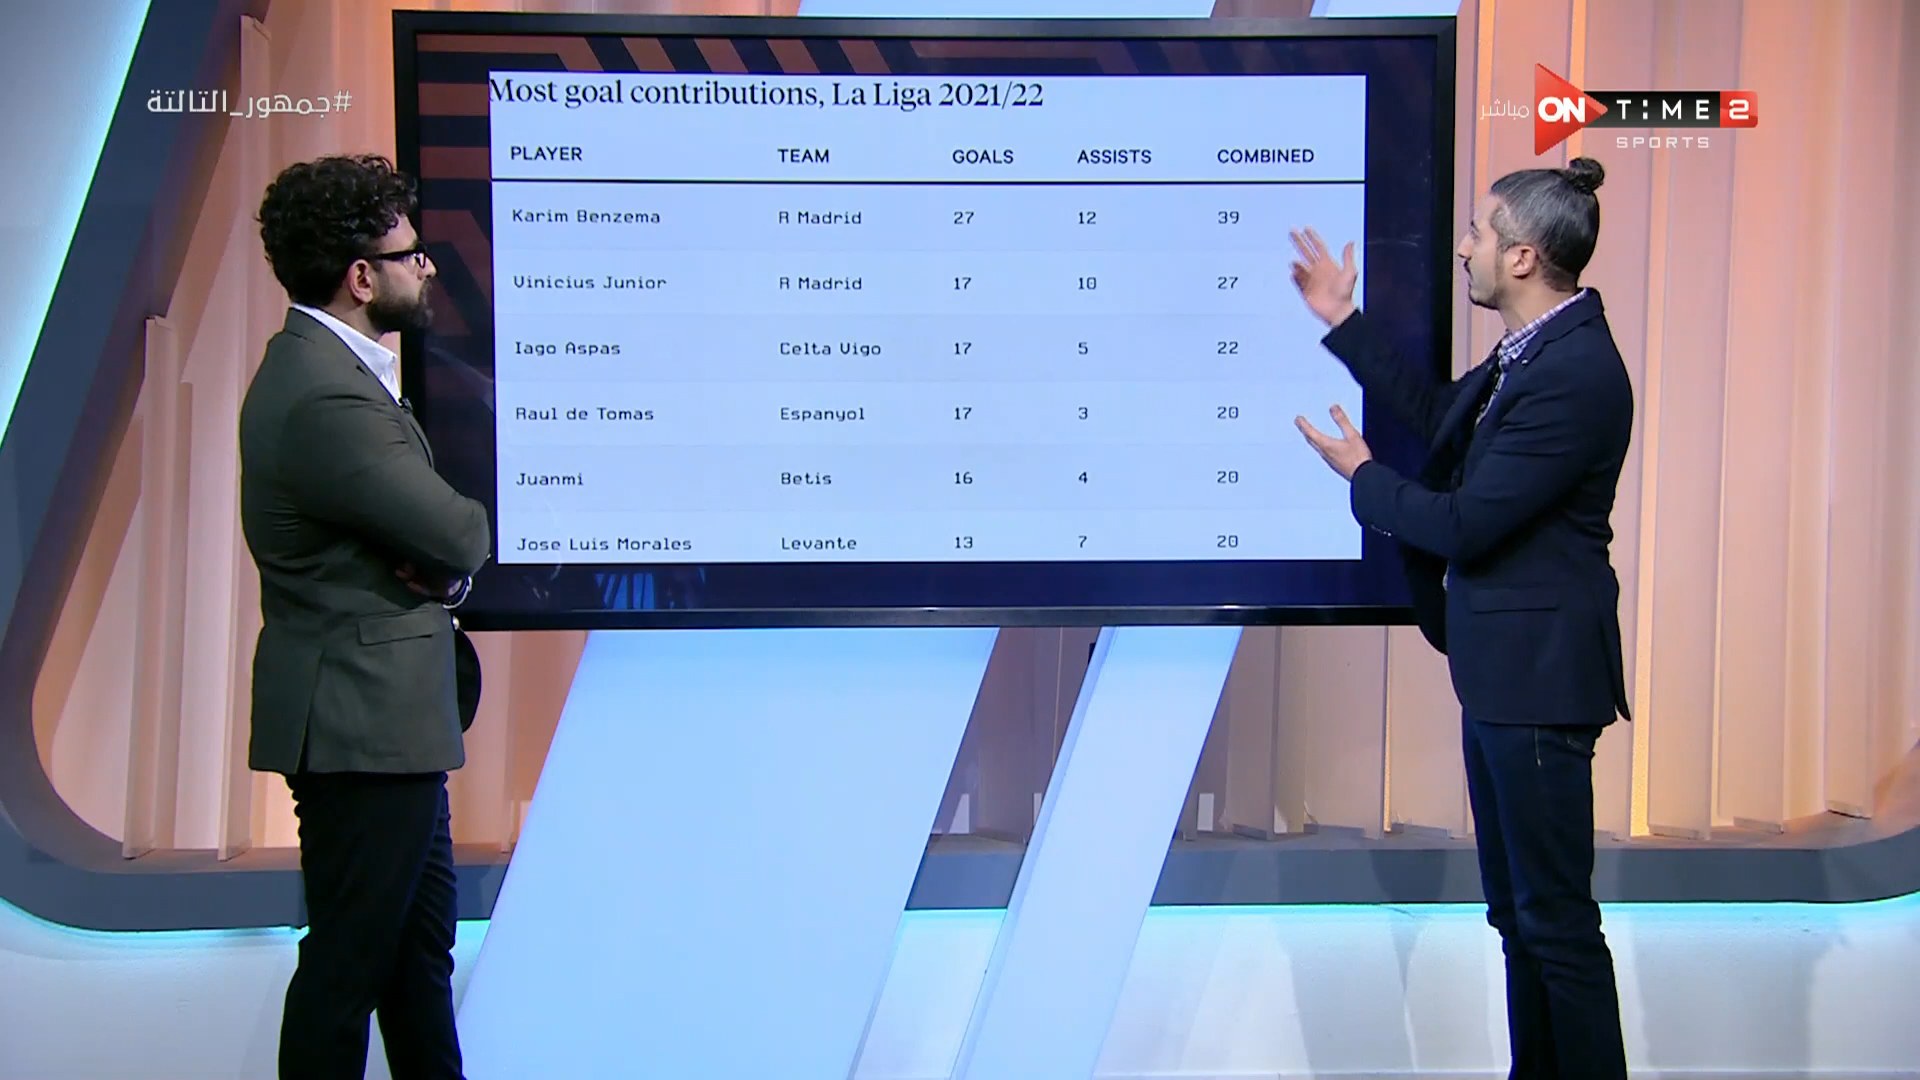 #جمهور_التالتة
مباشر ON TIME 2
SPORTS
Most goal contributions, La Liga 2021/22
PLAYER TEAM GOALS ASSISTS COMBINED
Karim Benzema R Madrid 27 12 39
Vinicius Junior R Madrid 17 10 27
Iago Aspas Celta Vigo 17 5 22
Raul de Tomas Espanyol 17 3 20
Juanmi Betis 16 4 20
Jose Luis Morales Levante 13 7 20